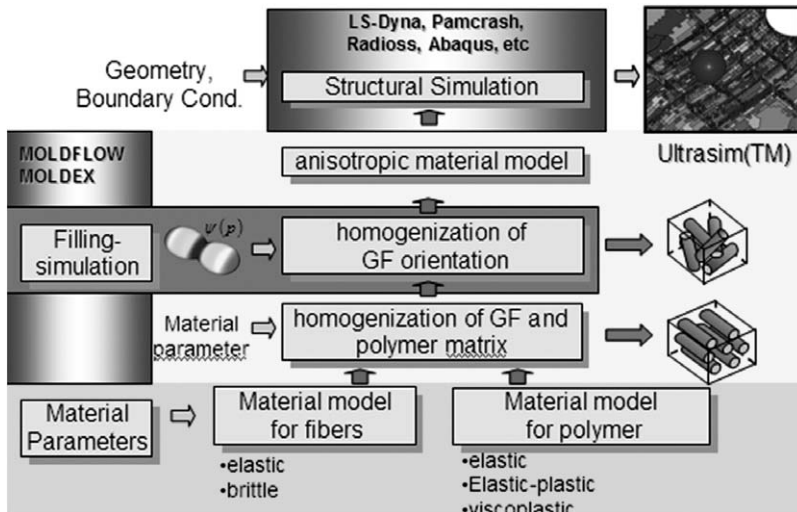 LS-Dyna, Pamcrash,
Radioss, Abaqus, etc
Geometry,
Boundary Cond.
Structural Simulation
Ultrasim(TM)
MOLDFLOW
MOLDEX
anisotropic material model
Filling-
simulation
ψ(p)
homogenization of
GF orientation
Material
parameter
homogenization of GF and
polymer matrix
Material
Parameters
Material model
for fibers
•elastic
•brittle
Material model
for polymer
•elastic
•Elastic-plastic
•viscoplastic